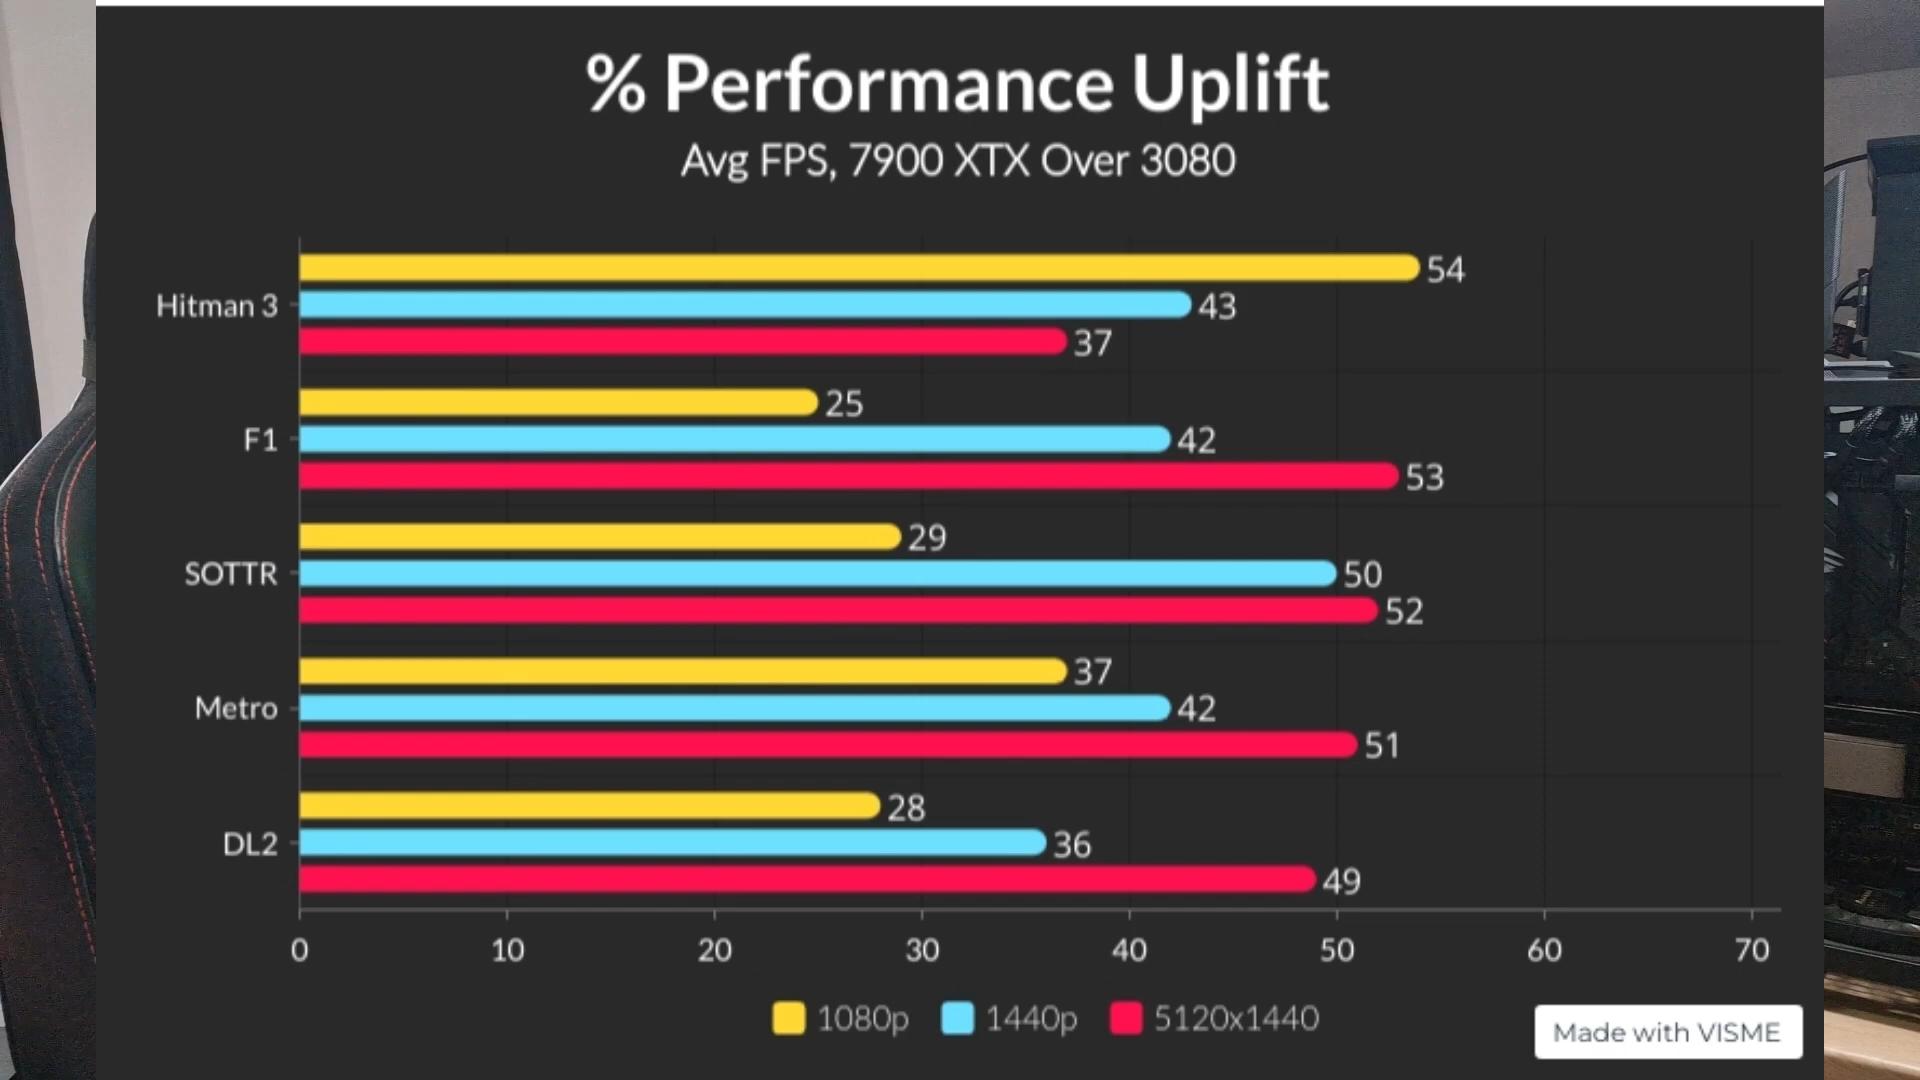 % Performance Uplift
Avg FPS, 7900 XTX Over 3080
Hitman 3
54
43
37
F1
25
42
53
SOTTR
29
50
52
Metro
37
42
51
DL2
28
36
49
0 10 20 30 40 50 60 70
1080p 1440p 5120x1440
Made with VISME